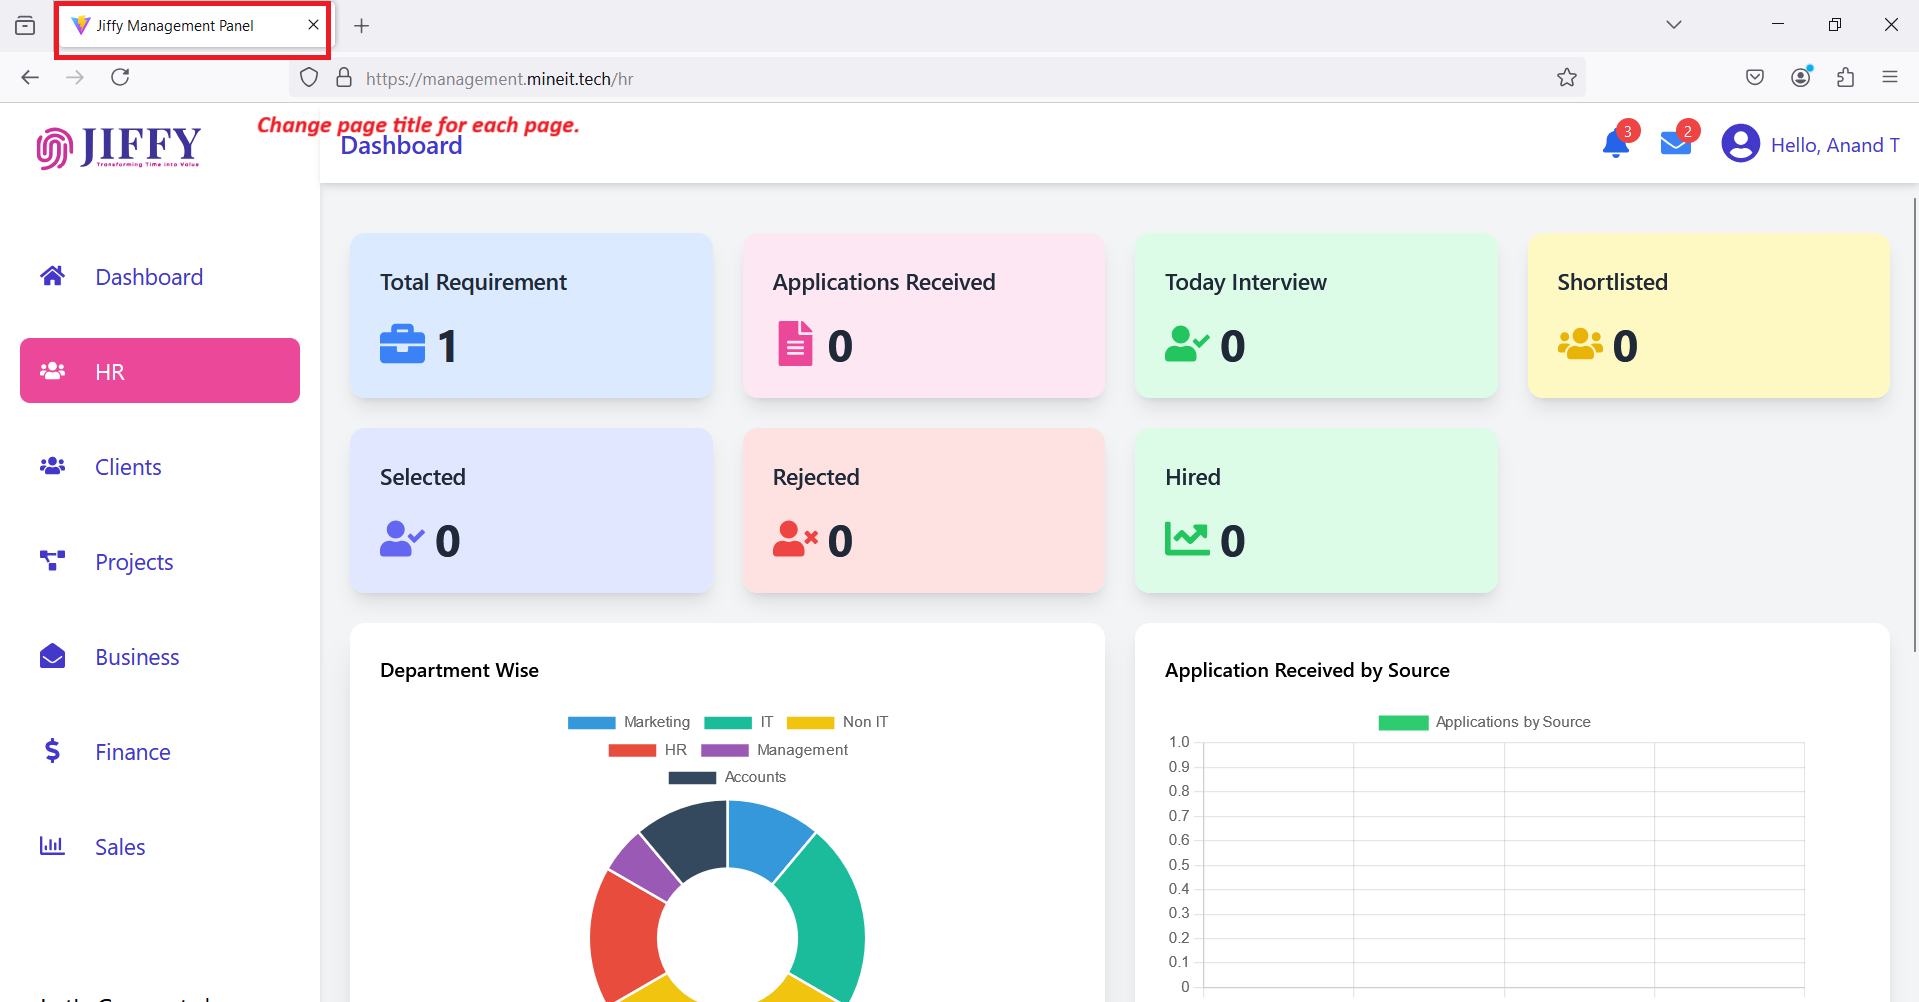 Jiffy Management Panel
https://management.mineit.tech/hr
JIFFY
Transforming Time Into Value
Change page title for each page.
Dashboard
3
2
Hello, Anand T
Dashboard
HR
Clients
Projects
Business
Finance
Sales
Total Requirement
1
Applications Received
0
Today Interview
0
Shortlisted
0
Selected
0
Rejected
0
Hired
0
Department Wise
Marketing IT Non IT
HR Management
Accounts
Application Received by Source
Applications by Source
1.0
0.9
0.8
0.7
0.6
0.5
0.4
0.3
0.2
0.1
0